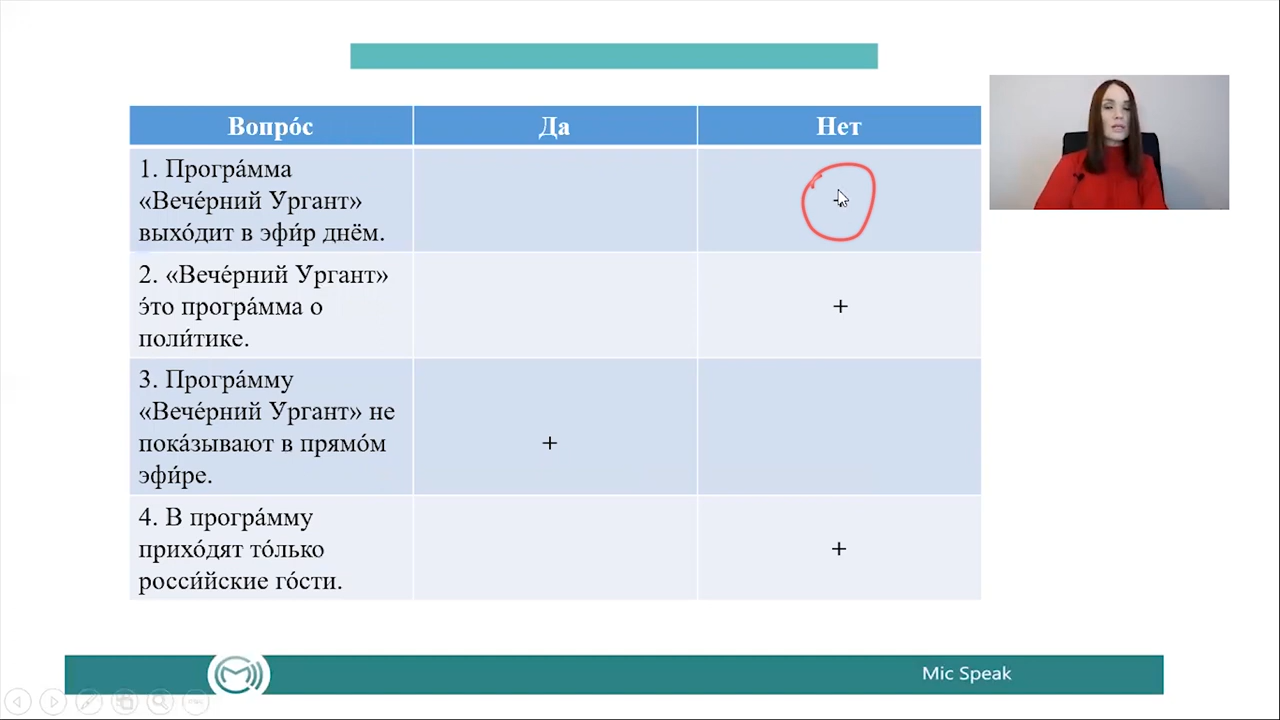 Вопро́с Да Нет
1. Програ́мма
«Вече́рний Ургант»
выхо́дит в эфи́р днём.
+
2. «Вече́рний Ургант»
э́то програ́мма о
поли́тике.
+
3. Програ́мму
«Вече́рний Ургант» не
пока́зывают в прямо́м
эфи́ре.
+
4. В програ́мму
прихо́дят то́лько
росси́йские го́сти.
+
Mic Speak